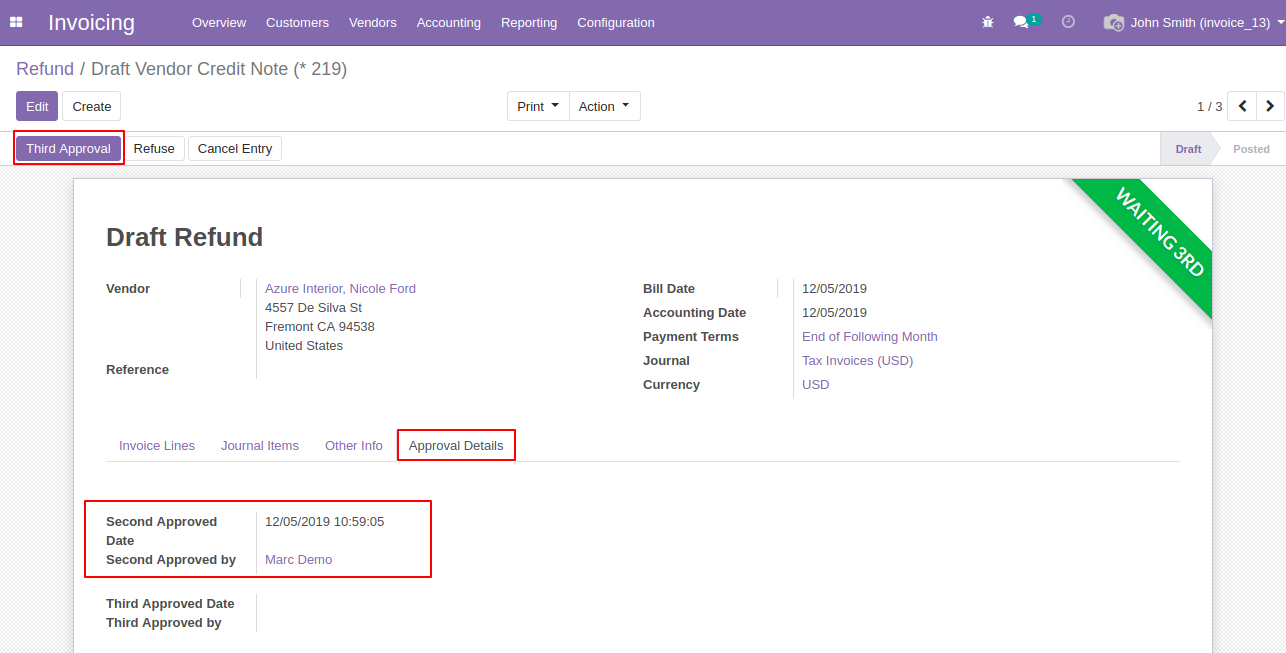 Invoicing Overview Customers Vendors Accounting Reporting Configuration 1 John Smith (invoice_13)
Refund / Draft Vendor Credit Note (* 219)
Edit Create Print Action 1 / 3
Third Approval Refuse Cancel Entry Draft Posted
WAITING 3RD
Draft Refund
Vendor Azure Interior, Nicole Ford Bill Date 12/05/2019
4557 De Silva St
Accounting Date 12/05/2019
Fremont CA 94538
Payment Terms End of Following Month
United States
Journal Tax Invoices (USD)
Reference
Currency USD
Invoice Lines Journal Items Other Info Approval Details
Second Approved 12/05/2019 10:59:05
Date
Second Approved by Marc Demo
Third Approved Date
Third Approved by